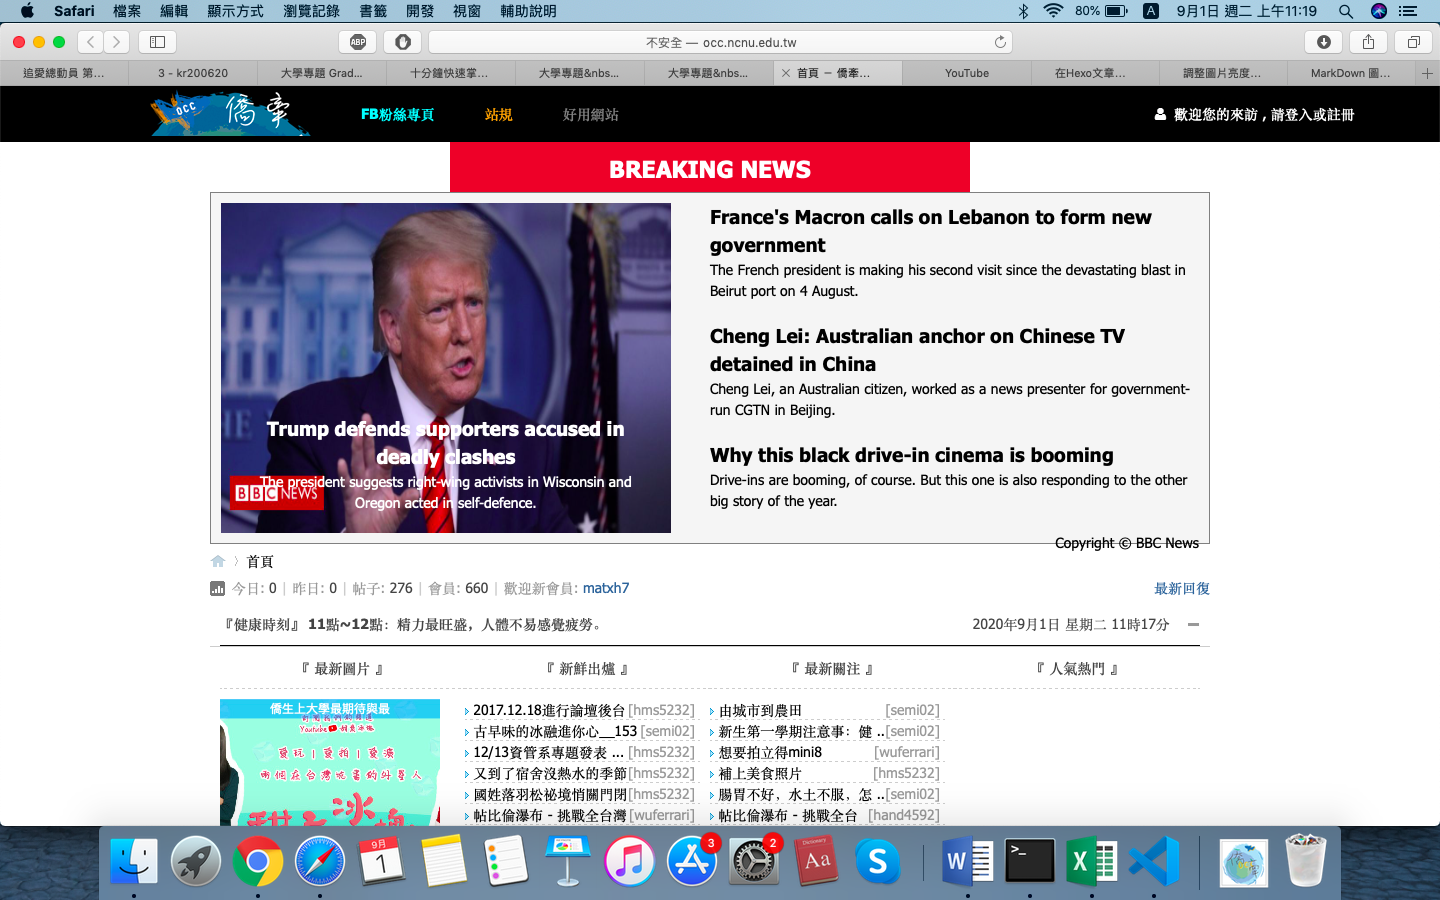 Safari 檔案 編輯 顯示方式 瀏覽記錄 書籤 開發 視窗 輔助說明 80% A 9月1日 週二 上午11:19
ABP 不安全 — occ.ncnu.edu.tw
追愛總動員 第… 3 - kr200620 大學專題 Grad… 十分鐘快速掌… 大學專題&nbs… 大學專題&nbs… × 首頁 － 僑牽… YouTube 在Hexo文章… 調整圖片亮度… MarkDown 圖… +
OCC 僑牽 FB粉絲專頁 站規 好用網站 歡迎您的來訪，請登入或註冊
BREAKING NEWS
France's Macron calls on Lebanon to form new
government
The French president is making his second visit since the devastating blast in
Beirut port on 4 August.
Cheng Lei: Australian anchor on Chinese TV
detained in China
Cheng Lei, an Australian citizen, worked as a news presenter for government-
run CGTN in Beijing.
Why this black drive-in cinema is booming
Drive-ins are booming, of course. But this one is also responding to the other
big story of the year.
Trump defends supporters accused in
deadly clashes
The president suggests right-wing activists in Wisconsin and
Oregon acted in self-defence.
BBC NEWS
Copyright © BBC News
首頁
今日: 0 | 昨日: 0 | 帖子: 276 | 會員: 660 | 歡迎新會員: matxh7 最新回復
『健康時刻』 11點~12點：精力最旺盛，人體不易感覺疲勞。 2020年9月1日 星期二 11時17分
『 最新圖片 』 『 新鮮出爐 』 『 最新關注 』 『 人氣熱門 』
僑生上大學最期待與最
YouTube
愛玩 | 愛拍 | 愛演
兩個在台灣
2017.12.18進行論壇後台 [hms5232] 由城市到農田 [semi02]
古早味的冰融進你心__153 [semi02] 新生第一學期注意事：健 .. [semi02]
12/13資管系專題發表 ... [hms5232] 想要拍立得mini8 [wuferrari]
又到了宿舍沒熱水的季節 [hms5232] 補上美食照片 [hms5232]
國姓落羽松祕境悄關門閉 [hms5232] 腸胃不好，水土不服，怎 .. [semi02]
帖比倫瀑布 - 挑戰全台灣 [wuferrari] 帖比倫瀑布 - 挑戰全台 [hand4592]
9月
1
3
2
Dictionary
Aa
S
W
>_
X